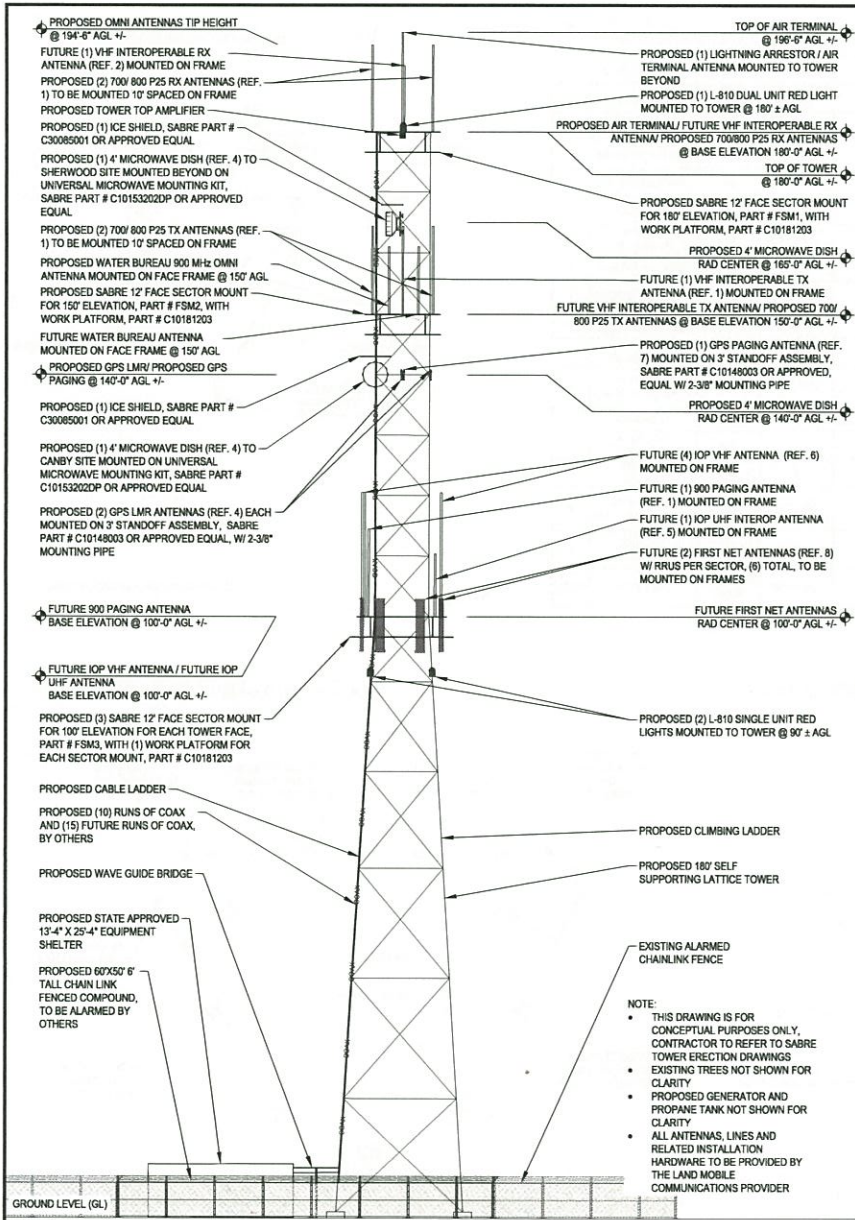 PROPOSED OMNI ANTENNAS TIP HEIGHT
@ 194'-6" AGL +/-
FUTURE (1) VHF INTEROPERABLE RX
ANTENNA (REF. 2) MOUNTED ON FRAME
PROPOSED (2) 700/ 800 P25 RX ANTENNAS (REF.
1) TO BE MOUNTED 10' SPACED ON FRAME
PROPOSED TOWER TOP AMPLIFIER
PROPOSED (1) ICE SHIELD, SABRE PART #
C30085001 OR APPROVED EQUAL
PROPOSED (1) 4' MICROWAVE DISH (REF. 4) TO
SHERWOOD SITE MOUNTED BEYOND ON
UNIVERSAL MICROWAVE MOUNTING KIT,
SABRE PART # C10153202DP OR APPROVED
EQUAL
PROPOSED (2) 700/ 800 P25 TX ANTENNAS (REF.
1) TO BE MOUNTED 10' SPACED ON FRAME
PROPOSED WATER BUREAU 900 MHz OMNI
ANTENNA MOUNTED ON FACE FRAME @ 150' AGL
PROPOSED SABRE 12' FACE SECTOR MOUNT
FOR 150' ELEVATION, PART # FSM2, WITH
WORK PLATFORM, PART # C10181203
FUTURE WATER BUREAU ANTENNA
MOUNTED ON FACE FRAME @ 150' AGL
PROPOSED GPS LMR/ PROPOSED GPS
PAGING @ 140'-0" AGL +/-
PROPOSED (1) ICE SHIELD, SABRE PART #
C30085001 OR APPROVED EQUAL
PROPOSED (1) 4' MICROWAVE DISH (REF. 4) TO
CANBY SITE MOUNTED ON UNIVERSAL
MICROWAVE MOUNTING KIT, SABRE PART #
C10153202DP OR APPROVED EQUAL
PROPOSED (2) GPS LMR ANTENNAS (REF. 4) EACH
MOUNTED ON 3' STANDOFF ASSEMBLY, SABRE
PART # C10148003 OR APPROVED EQUAL, W/ 2-3/8"
MOUNTING PIPE
FUTURE 900 PAGING ANTENNA
BASE ELEVATION @ 100'-0" AGL +/-
FUTURE IOP VHF ANTENNA / FUTURE IOP
UHF ANTENNA
BASE ELEVATION @ 100'-0" AGL +/-
PROPOSED (3) SABRE 12' FACE SECTOR MOUNT
FOR 100' ELEVATION FOR EACH TOWER FACE,
PART # FSM3, WITH (1) WORK PLATFORM FOR
EACH SECTOR MOUNT, PART # C10181203
PROPOSED CABLE LADDER
PROPOSED (10) RUNS OF COAX
AND (15) FUTURE RUNS OF COAX,
BY OTHERS
PROPOSED WAVE GUIDE BRIDGE
PROPOSED STATE APPROVED
13'-4" X 25'-4" EQUIPMENT
SHELTER
PROPOSED 60'X50' 6'
TALL CHAIN LINK
FENCED COMPOUND,
TO BE ALARMED BY
OTHERS
GROUND LEVEL (GL)
TOP OF AIR TERMINAL
@ 196'-6" AGL +/-
PROPOSED (1) LIGHTNING ARRESTOR / AIR
TERMINAL ANTENNA MOUNTED TO TOWER
BEYOND
PROPOSED (1) L-810 DUAL UNIT RED LIGHT
MOUNTED TO TOWER @ 180' ± AGL
PROPOSED AIR TERMINAL/ FUTURE VHF INTEROPERABLE RX
ANTENNA/ PROPOSED 700/800 P25 RX ANTENNAS
@ BASE ELEVATION 180'-0" AGL +/-
TOP OF TOWER
@ 180'-0" AGL +/-
PROPOSED SABRE 12' FACE SECTOR MOUNT
FOR 180' ELEVATION, PART # FSM1, WITH
WORK PLATFORM, PART # C10181203
PROPOSED 4' MICROWAVE DISH
RAD CENTER @ 165'-0" AGL +/-
FUTURE (1) VHF INTEROPERABLE TX
ANTENNA (REF. 1) MOUNTED ON FRAME
FUTURE VHF INTEROPERABLE TX ANTENNA/ PROPOSED 700/
800 P25 TX ANTENNAS @ BASE ELEVATION 150'-0" AGL +/-
PROPOSED (1) GPS PAGING ANTENNA (REF.
7) MOUNTED ON 3' STANDOFF ASSEMBLY,
SABRE PART # C10148003 OR APPROVED,
EQUAL W/ 2-3/8" MOUNTING PIPE
PROPOSED 4' MICROWAVE DISH
RAD CENTER @ 140'-0" AGL +/-
FUTURE (4) IOP VHF ANTENNA (REF. 6)
MOUNTED ON FRAME
FUTURE (1) 900 PAGING ANTENNA
(REF. 1) MOUNTED ON FRAME
FUTURE (1) IOP UHF INTEROP ANTENNA
(REF. 5) MOUNTED ON FRAME
FUTURE (2) FIRST NET ANTENNAS (REF. 8)
W/ RRUS PER SECTOR, (6) TOTAL, TO BE
MOUNTED ON FRAMES
FUTURE FIRST NET ANTENNAS
RAD CENTER @ 100'-0" AGL +/-
PROPOSED (2) L-810 SINGLE UNIT RED
LIGHTS MOUNTED TO TOWER @ 90' ± AGL
PROPOSED CLIMBING LADDER
PROPOSED 180' SELF
SUPPORTING LATTICE TOWER
EXISTING ALARMED
CHAINLINK FENCE
NOTE:
• THIS DRAWING IS FOR
CONCEPTUAL PURPOSES ONLY,
CONTRACTOR TO REFER TO SABRE
TOWER ERECTION DRAWINGS
• EXISTING TREES NOT SHOWN FOR
CLARITY
• PROPOSED GENERATOR AND
PROPANE TANK NOT SHOWN FOR
CLARITY
• ALL ANTENNAS, LINES AND
RELATED INSTALLATION
HARDWARE TO BE PROVIDED BY
THE LAND MOBILE
COMMUNICATIONS PROVIDER